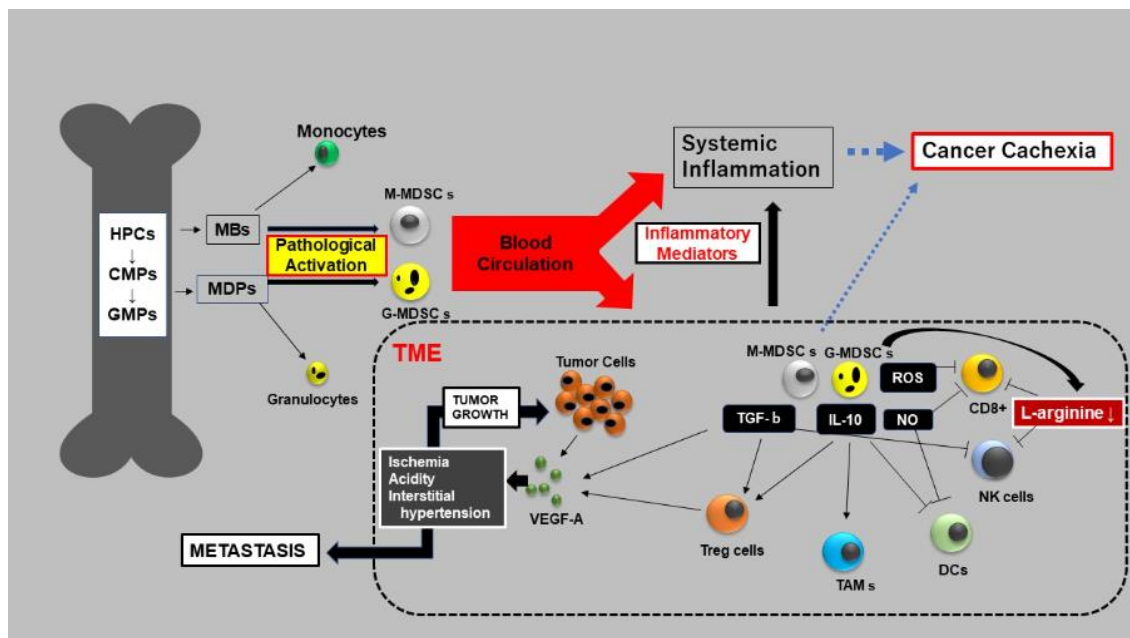 Monocytes
HPCs
↓
CMPs
↓
GMPs
MBs
MDPs
Pathological
Activation
M-MDSC s
G-MDSC s
Granulocytes
Blood
Circulation
Systemic
Inflammation
Cancer Cachexia
Inflammatory
Mediators
TME
Tumor Cells
TUMOR
GROWTH
Ischemia
Acidity
Interstitial
hypertension
VEGF-A
METASTASIS
M-MDSC s
G-MDSC s
ROS
TGF- b
IL-10
NO
CD8+
L-arginine ↓
NK cells
Treg cells
TAM s
DCs